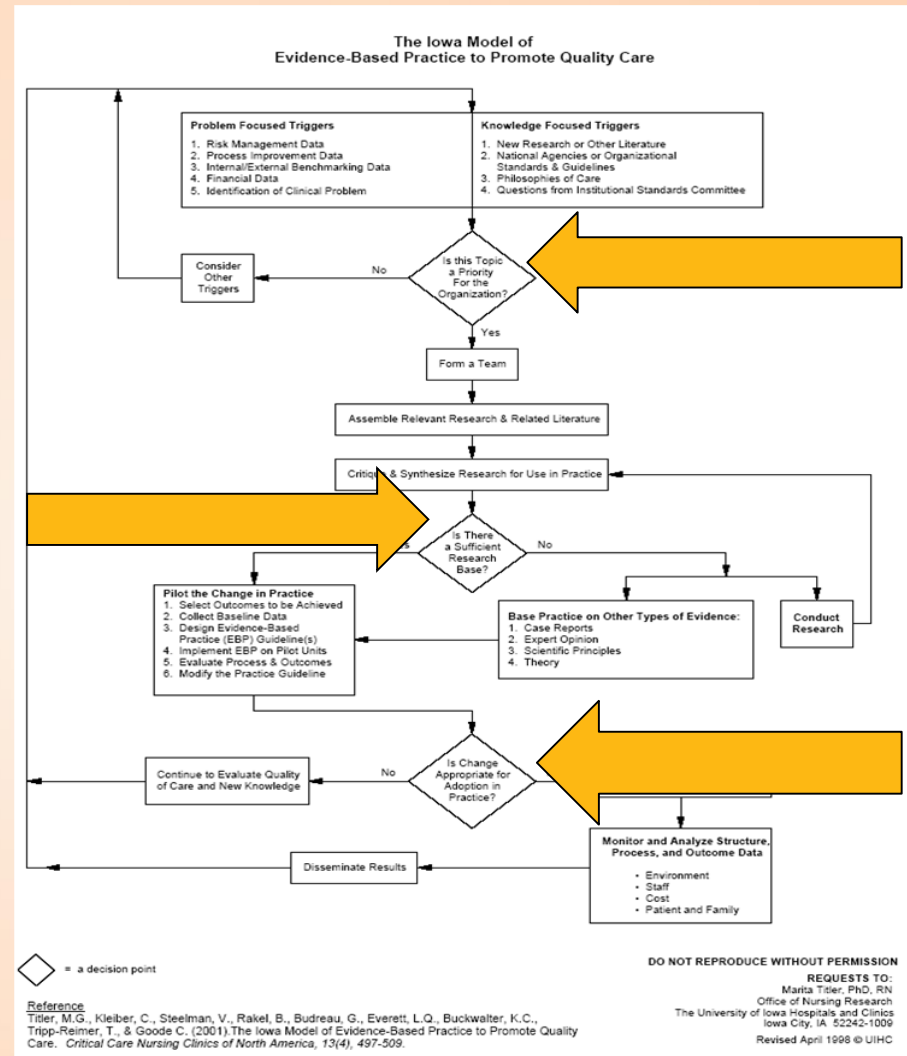 The Iowa Model of
Evidence-Based Practice to Promote Quality Care
Problem Focused Triggers
1. Risk Management Data
2. Process Improvement Data
3. Internal/External Benchmarking Data
4. Financial Data
5. Identification of Clinical Problem
Knowledge Focused Triggers
1. New Research or Other Literature
2. National Agencies or Organizational
Standards & Guidelines
3. Philosophies of Care
4. Questions from Institutional Standards Committee
Is this Topic
a Priority
For the
Organization?
No
Consider
Other
Triggers
Yes
Form a Team
Assemble Relevant Research & Related Literature
Critique & Synthesize Research for Use in Practice
Is There
a Sufficient
Research
Base?
No
Pilot the Change in Practice
1. Select Outcomes to be Achieved
2. Collect Baseline Data
3. Design Evidence-Based
Practice (EBP) Guideline(s)
4. Implement EBP on Pilot Units
5. Evaluate Process & Outcomes
6. Modify the Practice Guideline
Base Practice on Other Types of Evidence:
1. Case Reports
2. Expert Opinion
3. Scientific Principles
4. Theory
Conduct
Research
Is Change
Appropriate for
Adoption in
Practice?
No
Continue to Evaluate Quality
of Care and New Knowledge
Monitor and Analyze Structure,
Process, and Outcome Data
• Environment
• Staff
• Cost
• Patient and Family
Disseminate Results
= a decision point
DO NOT REPRODUCE WITHOUT PERMISSION
REQUESTS TO:
Marita Titler, PhD, RN
Office of Nursing Research
The University of Iowa Hospitals and Clinics
Iowa City, IA 52242-1009
Revised April 1998 © UIHC
Reference
Titler, M.G., Kleiber, C., Steelman, V., Rakel, B., Budreau, G., Everett, L.Q., Buckwalter, K.C.,
Tripp-Reimer, T., & Goode C. (2001).The Iowa Model of Evidence-Based Practice to Promote Quality
Care. Critical Care Nursing Clinics of North America, 13(4), 497-509.